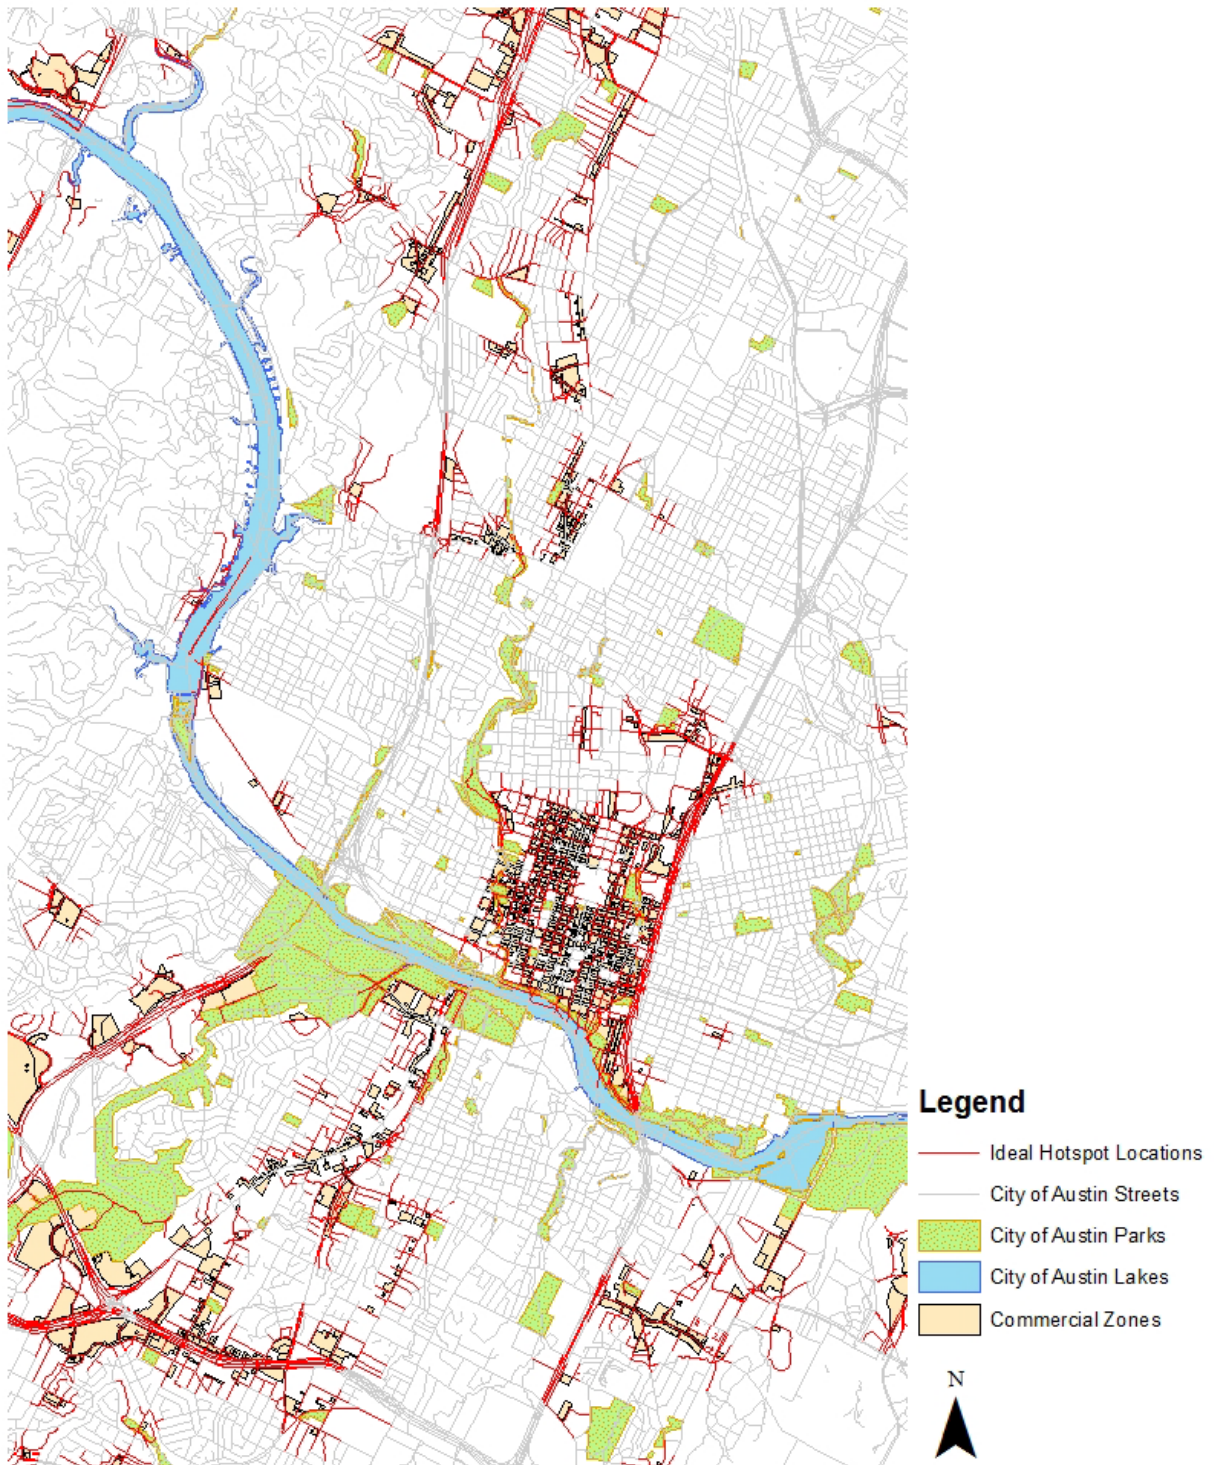 Legend
Ideal Hotspot Locations
City of Austin Streets
City of Austin Parks
City of Austin Lakes
Commercial Zones
N